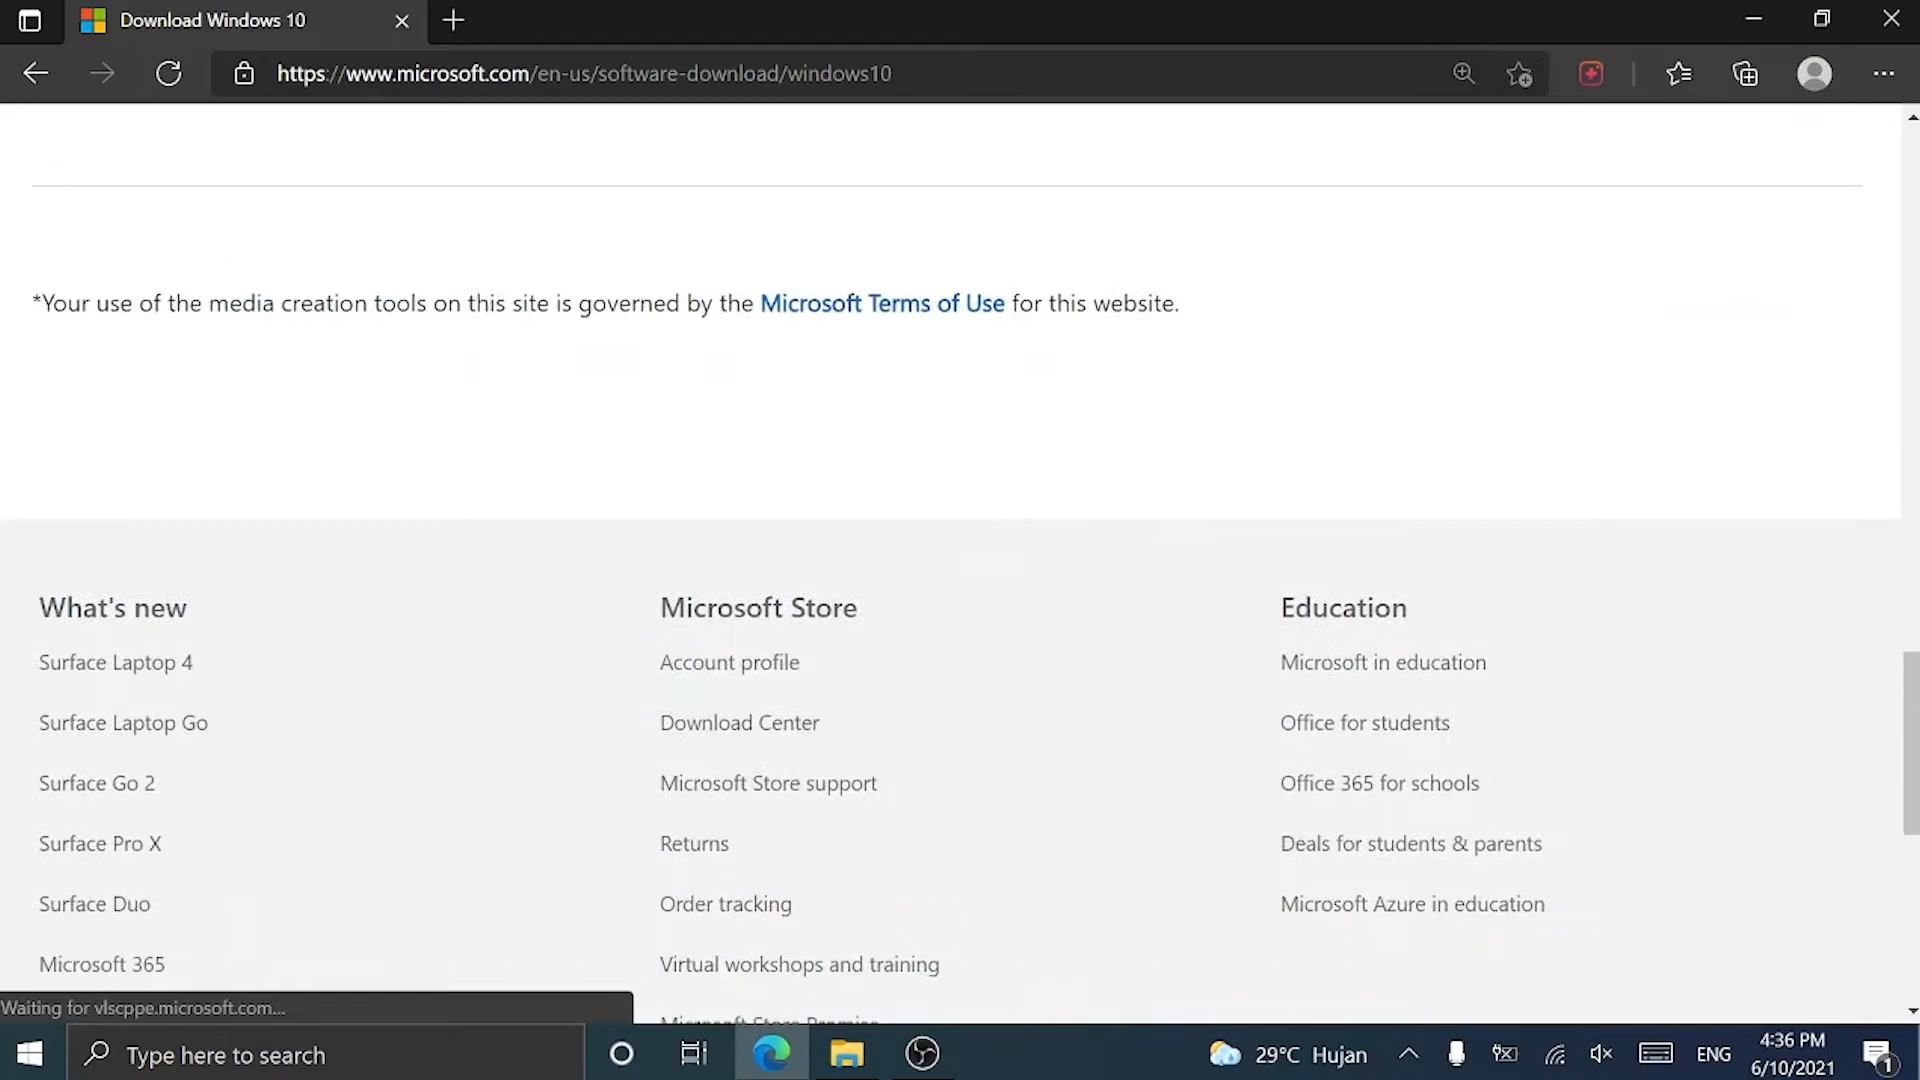 Download Windows 10
https://www.microsoft.com/en-us/software-download/windows10
*Your use of the media creation tools on this site is governed by the Microsoft Terms of Use for this website.
What's new
Surface Laptop 4
Surface Laptop Go
Surface Go 2
Surface Pro X
Surface Duo
Microsoft 365
Microsoft Store
Account profile
Download Center
Microsoft Store support
Returns
Order tracking
Virtual workshops and training
Microsoft Store Promise
Education
Microsoft in education
Office for students
Office 365 for schools
Deals for students & parents
Microsoft Azure in education
Waiting for vlscppe.microsoft.com...
Type here to search
29°C Hujan
ENG
4:36 PM
6/10/2021
1